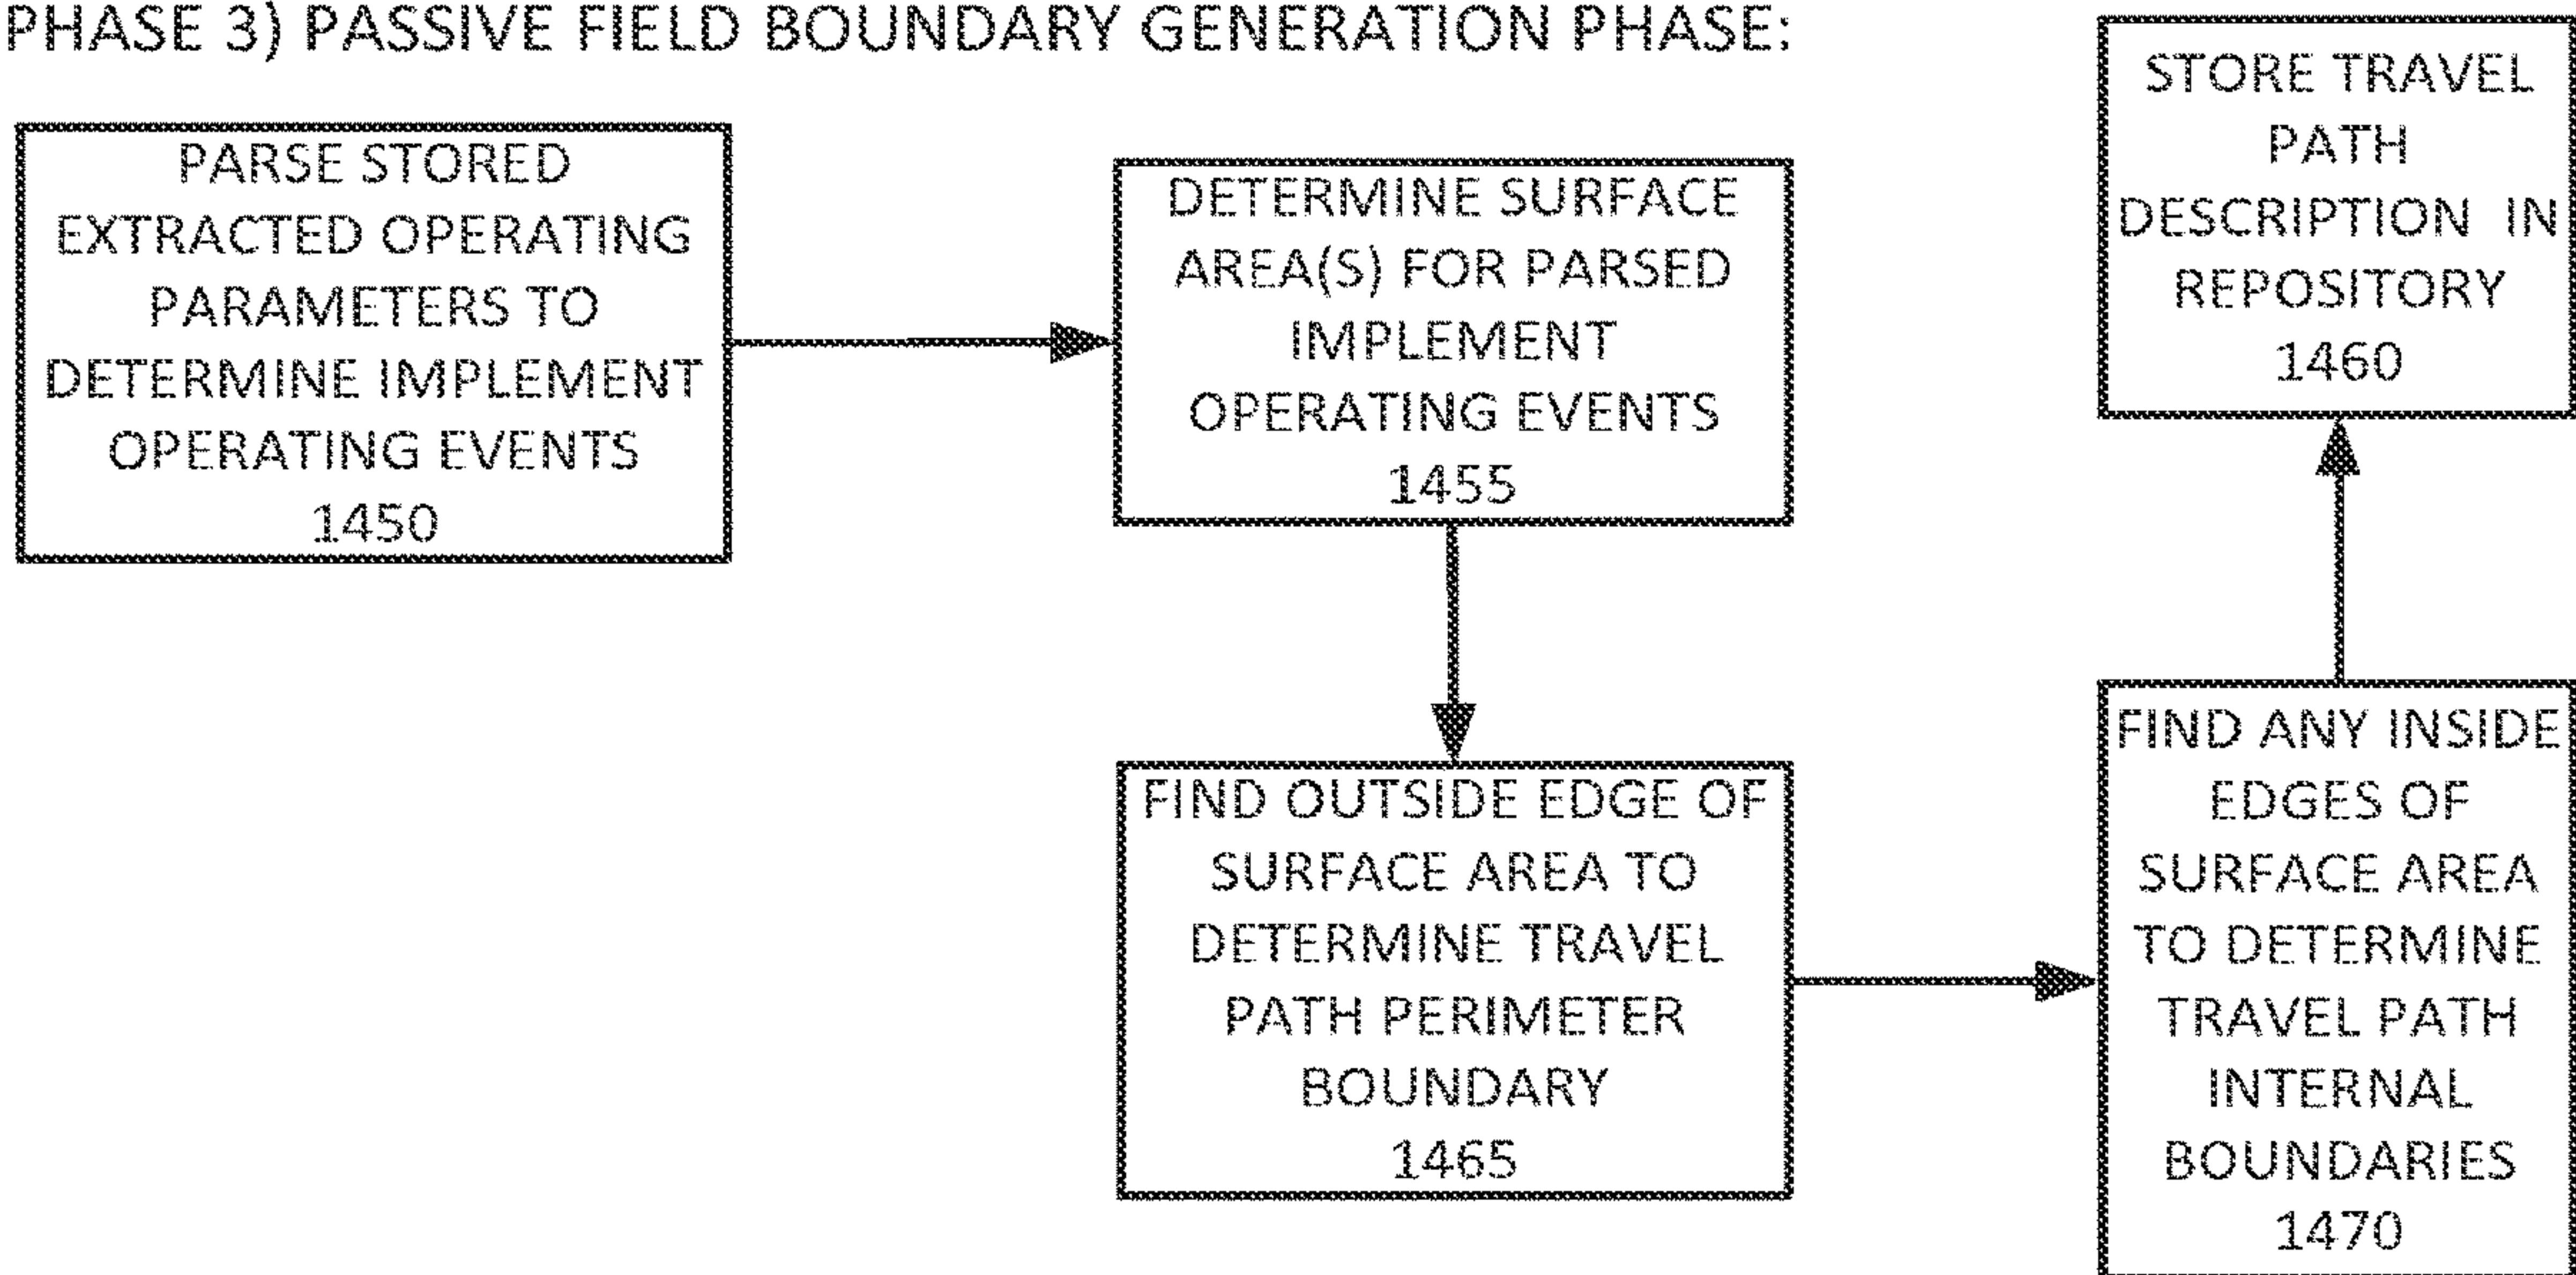 PHASE 3) PASSIVE FIELD BOUNDARY GENERATION PHASE:
PARSE STORED
EXTRACTED OPERATING
PARAMETERS TO
DETERMINE IMPLEMENT
OPERATING EVENTS
1450
DETERMINE SURFACE
AREA(S) FOR PARSED
IMPLEMENT
OPERATING EVENTS
1455
FIND OUTSIDE EDGE OF
SURFACE AREA TO
DETERMINE TRAVEL
PATH PERIMETER
BOUNDARY
1465
FIND ANY INSIDE
EDGES OF
SURFACE AREA
TO DETERMINE
TRAVEL PATH
INTERNAL
BOUNDARIES
1470
STORE TRAVEL
PATH
DESCRIPTION IN
REPOSITORY
1460